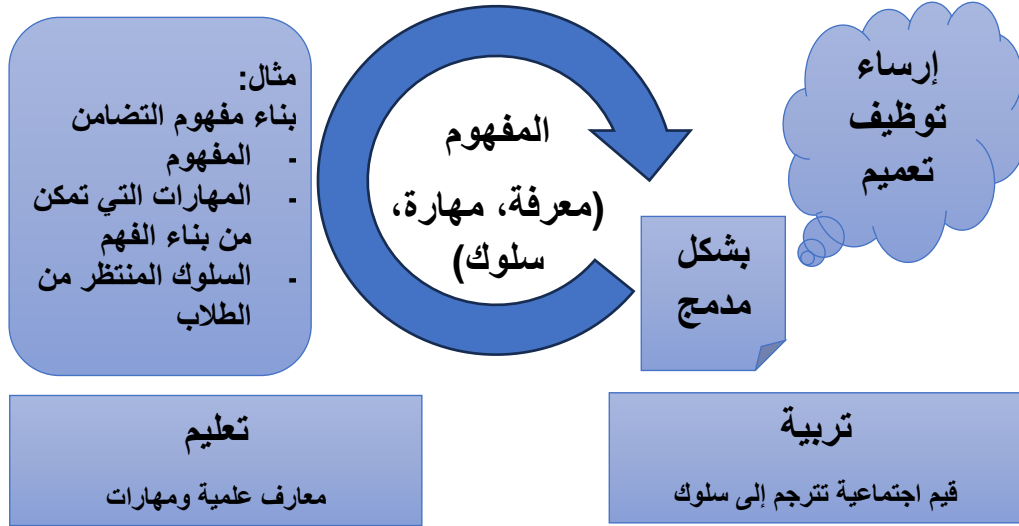 إرساء
توظيف
تعميم
المفهوم
(معرفة، مهارة،
سلوك)
بشكل
مدمج
مثال:
بناء مفهوم التضامن
- المفهوم
- المهارات التي تمكن
من بناء الفهم
- السلوك المنتظر من
الطلاب
تربية
قيم اجتماعية تترجم إلى سلوك
تعليم
معارف علمية ومهارات